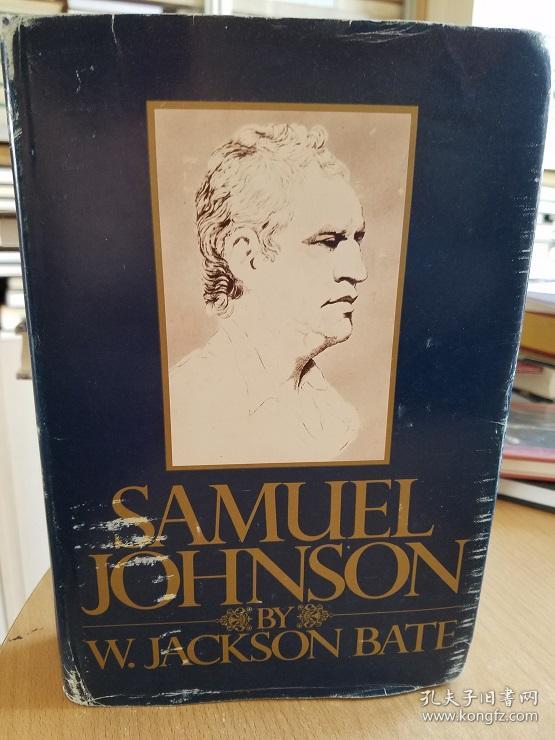 SAMUEL
JOHNSON
BY
W. JACKSON BATE
孔夫子旧书网
www.kongfz.com